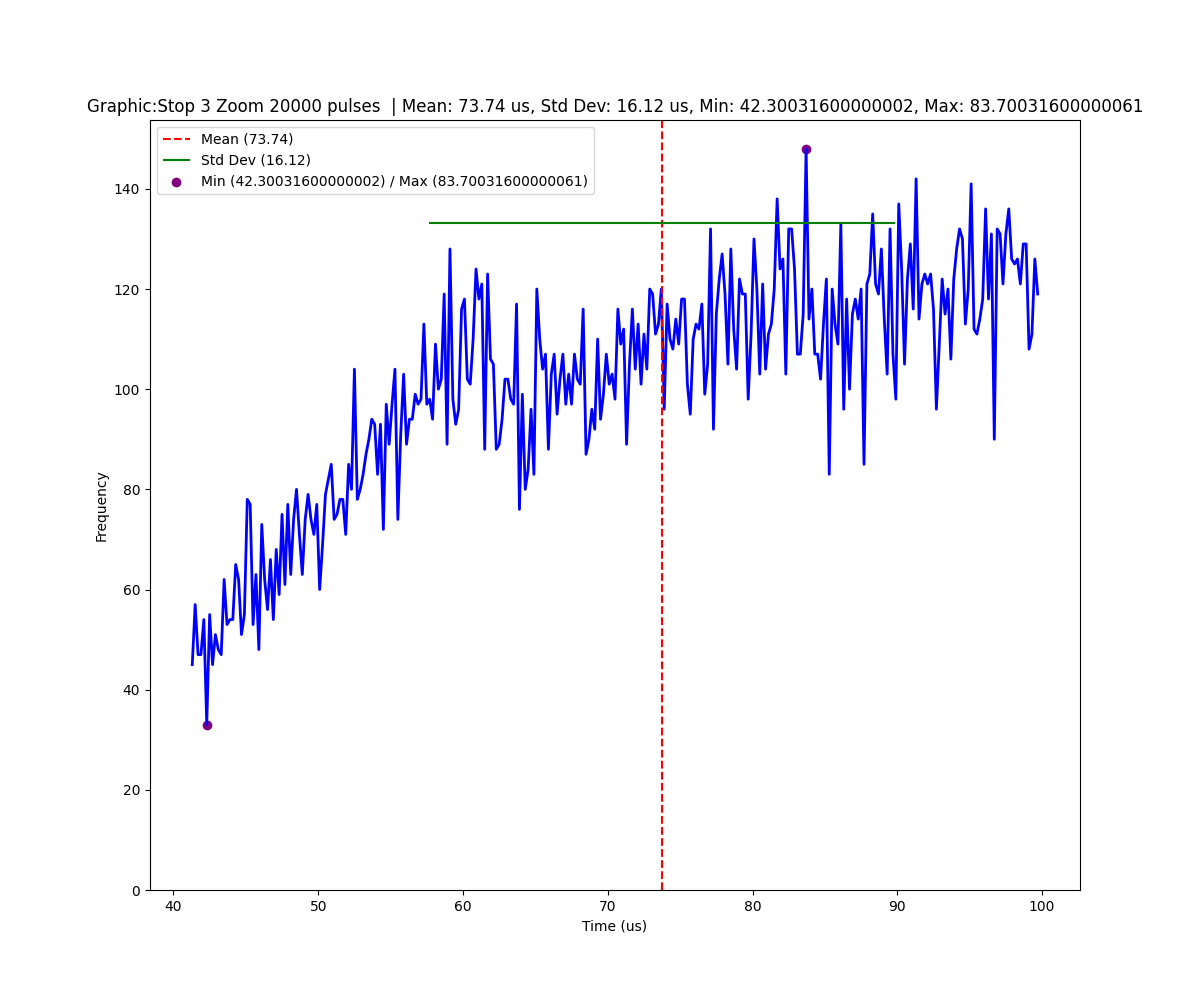 Graphic:Stop 3 Zoom 20000 pulses  | Mean: 73.74 us, Std Dev: 16.12 us, Min: 42.30031600000002, Max: 83.70031600000061
Mean (73.74)
Std Dev (16.12)
Min (42.30031600000002) / Max (83.70031600000061)
140
120
100
80
60
40
20
0
Frequency
40 50 60 70 80 90 100
Time (us)